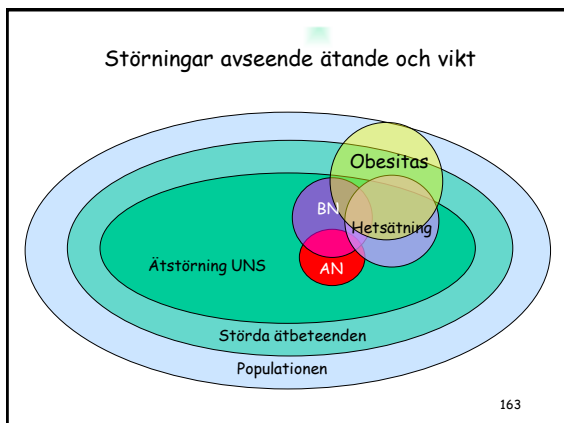 Störningar avseende ätande och vikt
Obesitas
BN
Hetsätning
Ätstörning UNS
AN
Störda ätbeteenden
Populationen
163